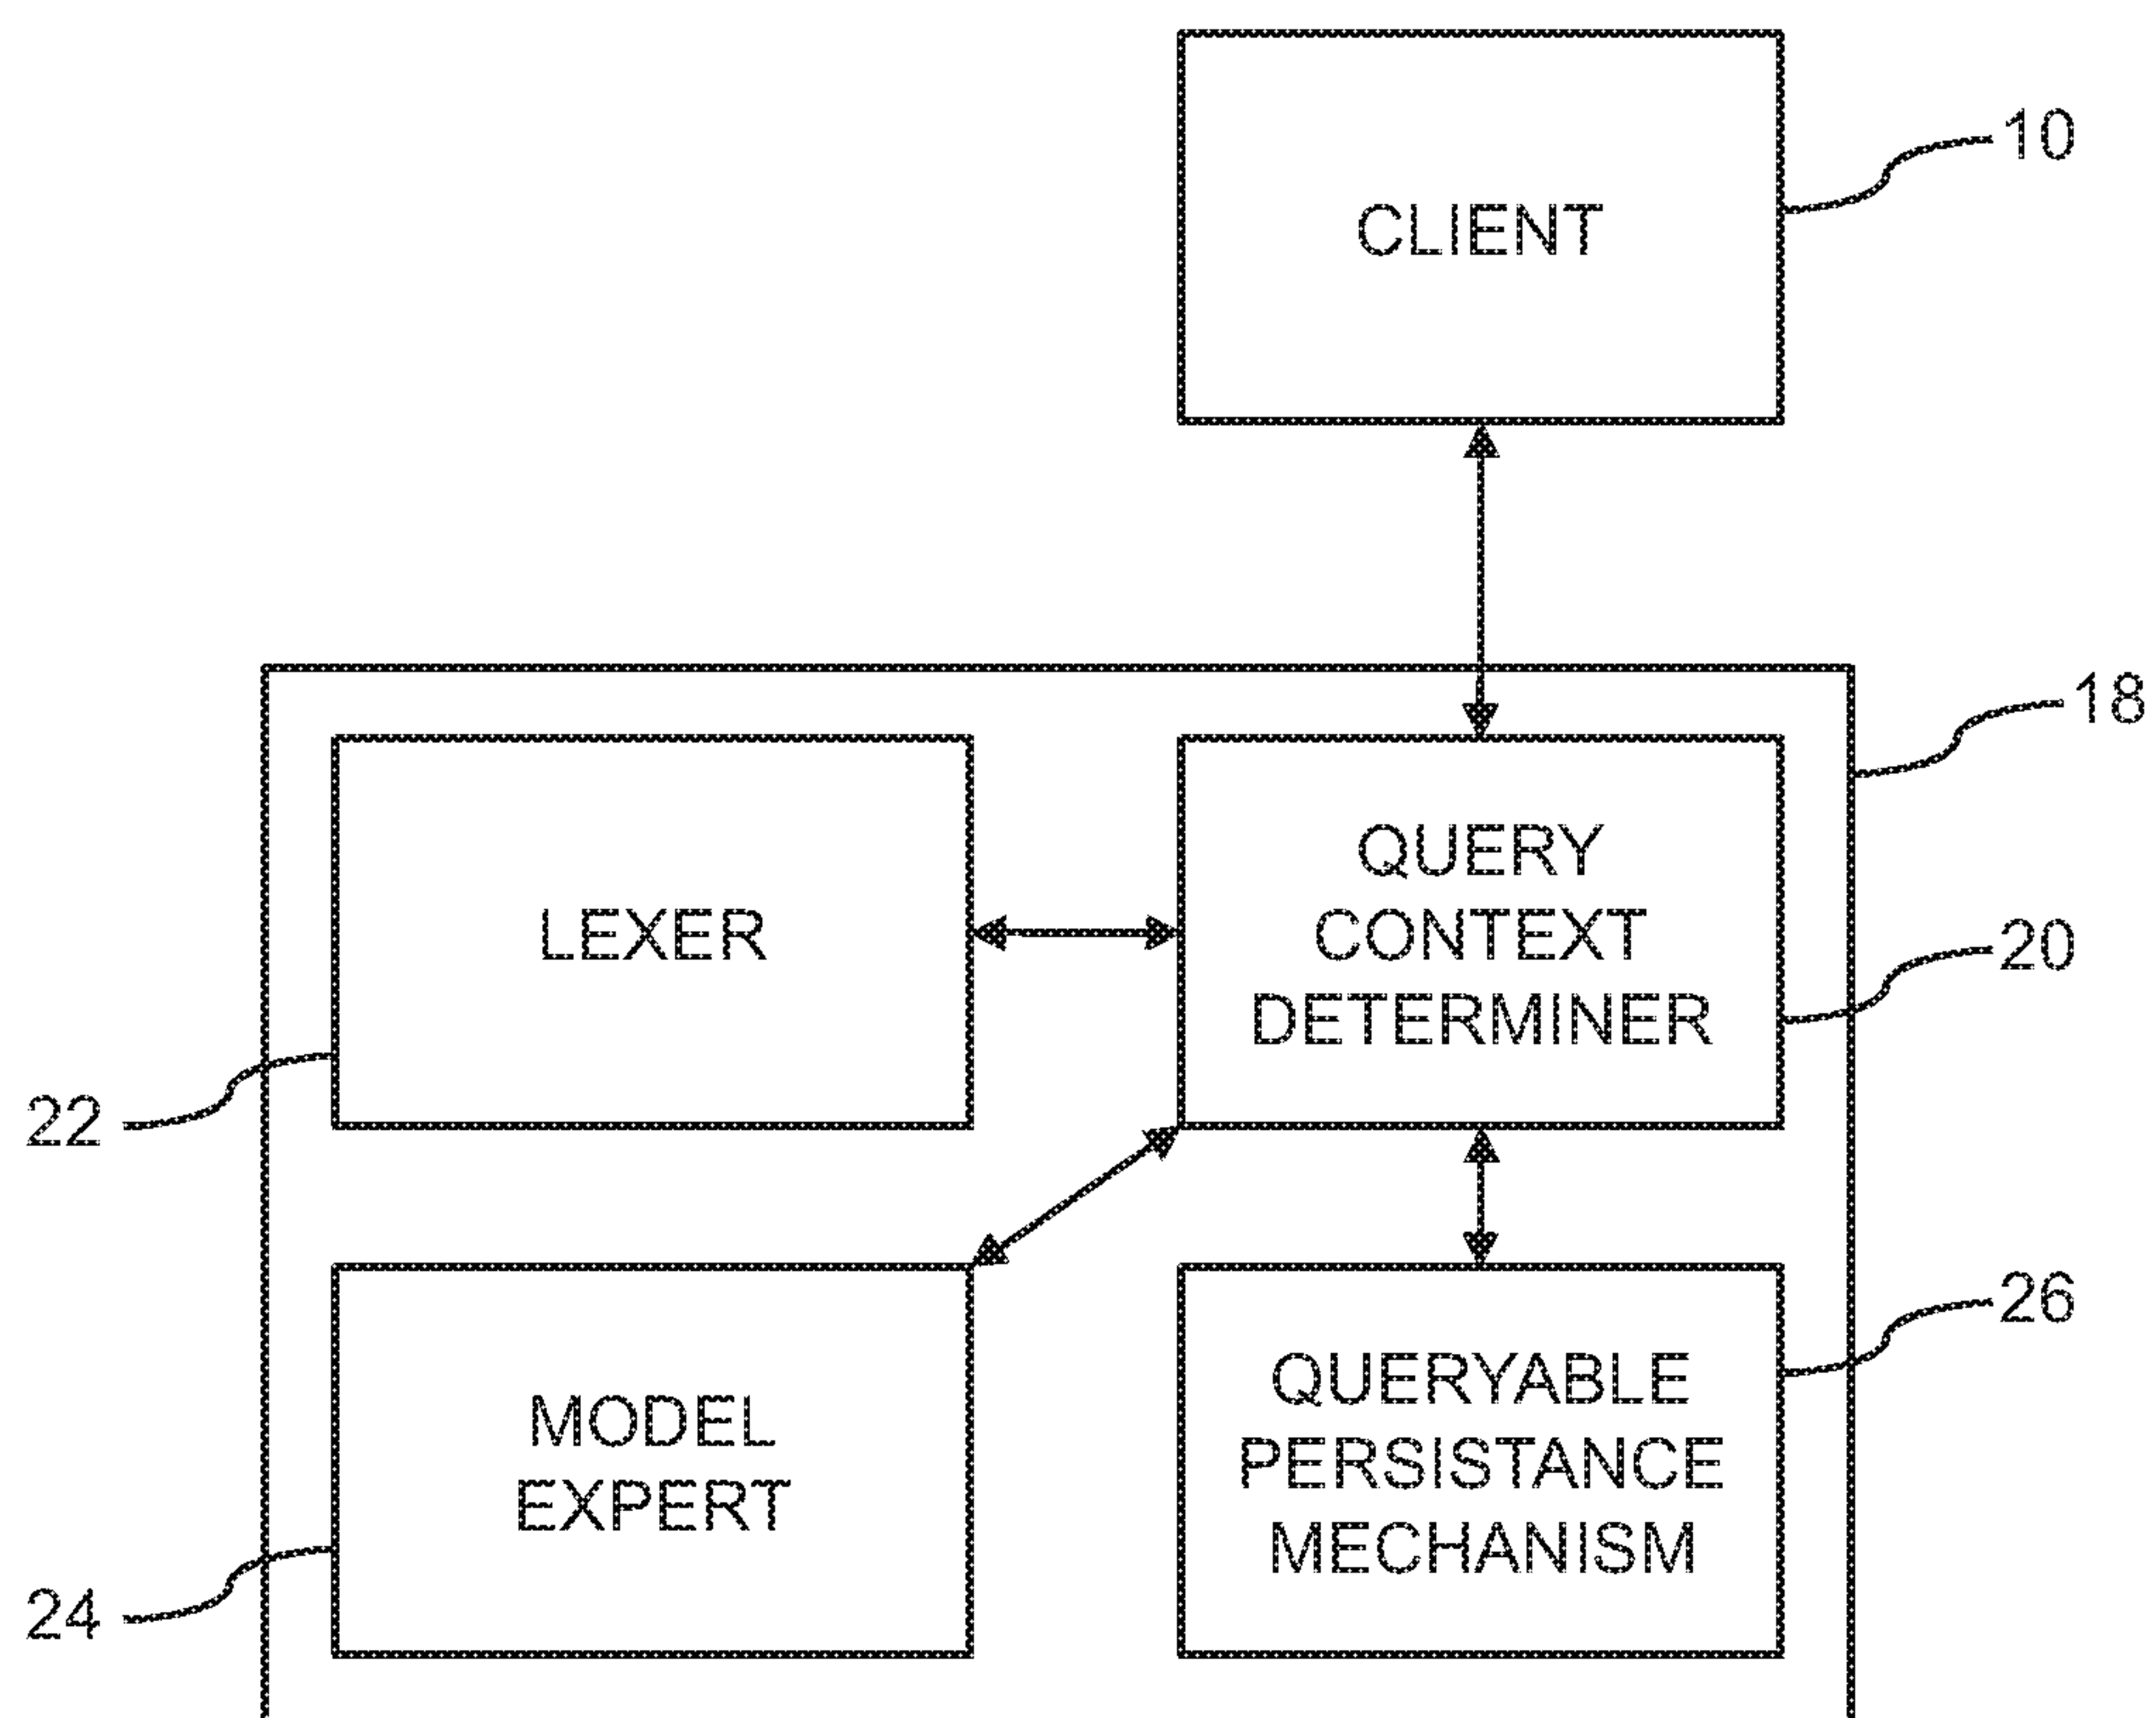 CLIENT
10
18
LEXER
QUERY
CONTEXT
DETERMINER
20
22
MODEL
EXPERT
24
QUERYABLE
PERSISTANCE
MECHANISM
26